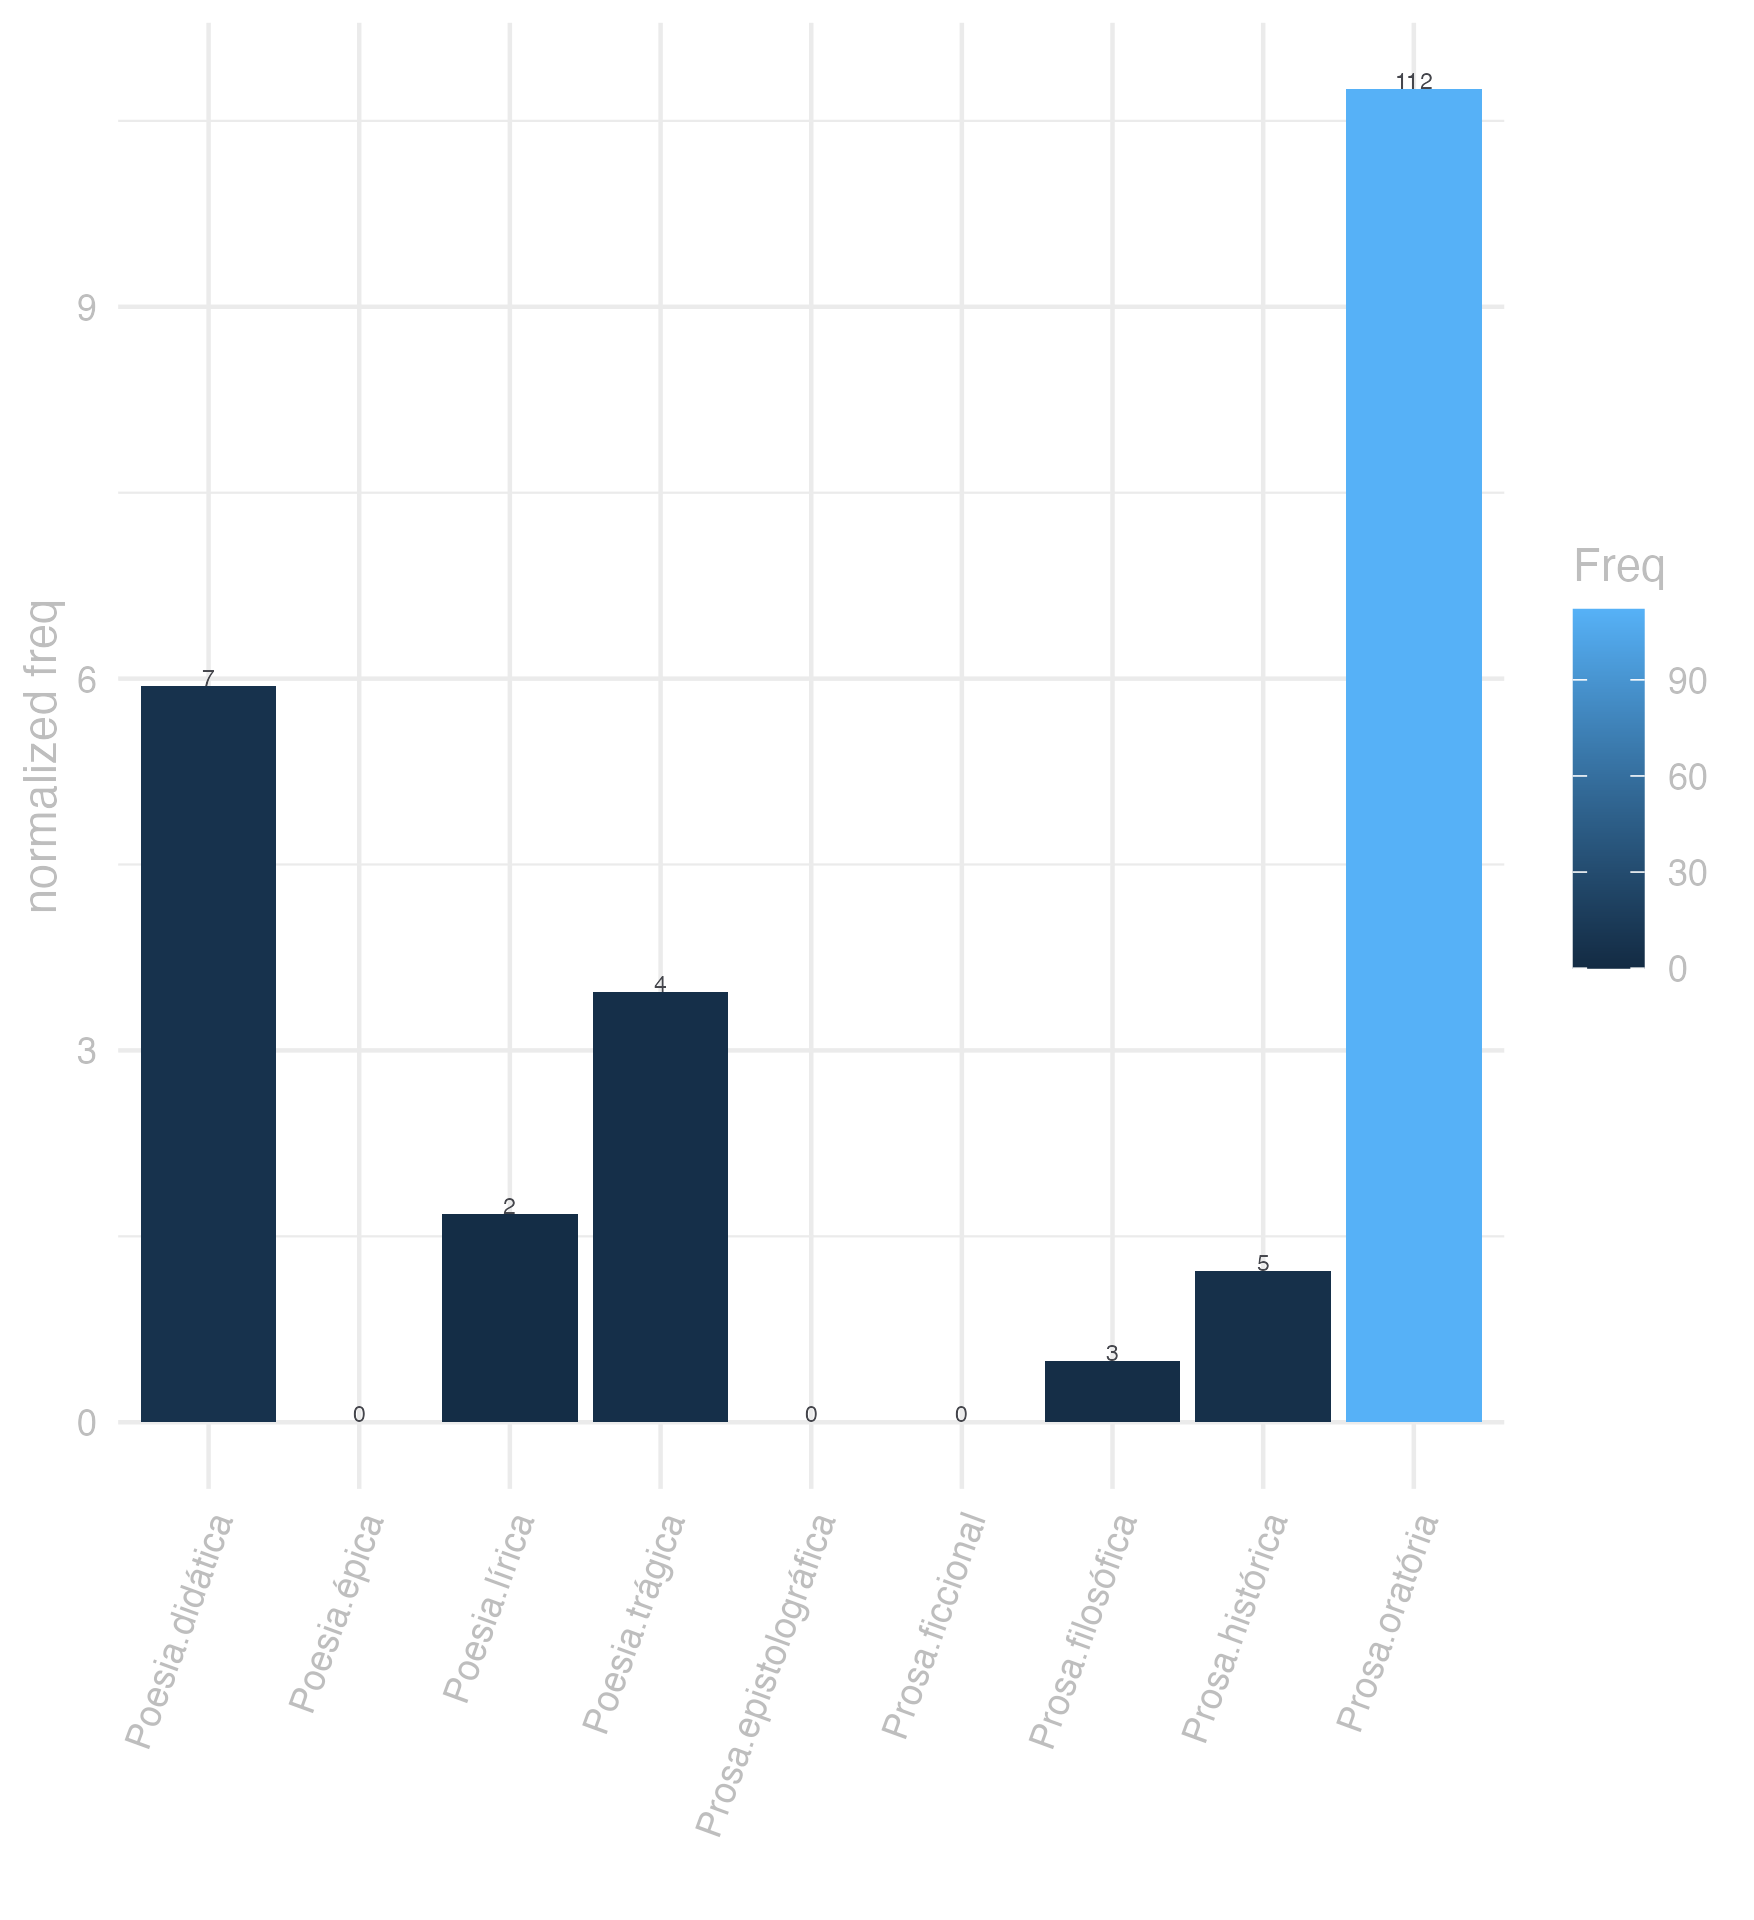 112
9
7
6
4
3
2
5
3
0
0
0
0
normalized freq
Poesia.didática
Poesia.épica
Poesia.lírica
Poesia.trágica
Prosa.epistolográfica
Prosa.ficcional
Prosa.filosófica
Prosa.histórica
Prosa.oratória
Freq
90
60
30
0